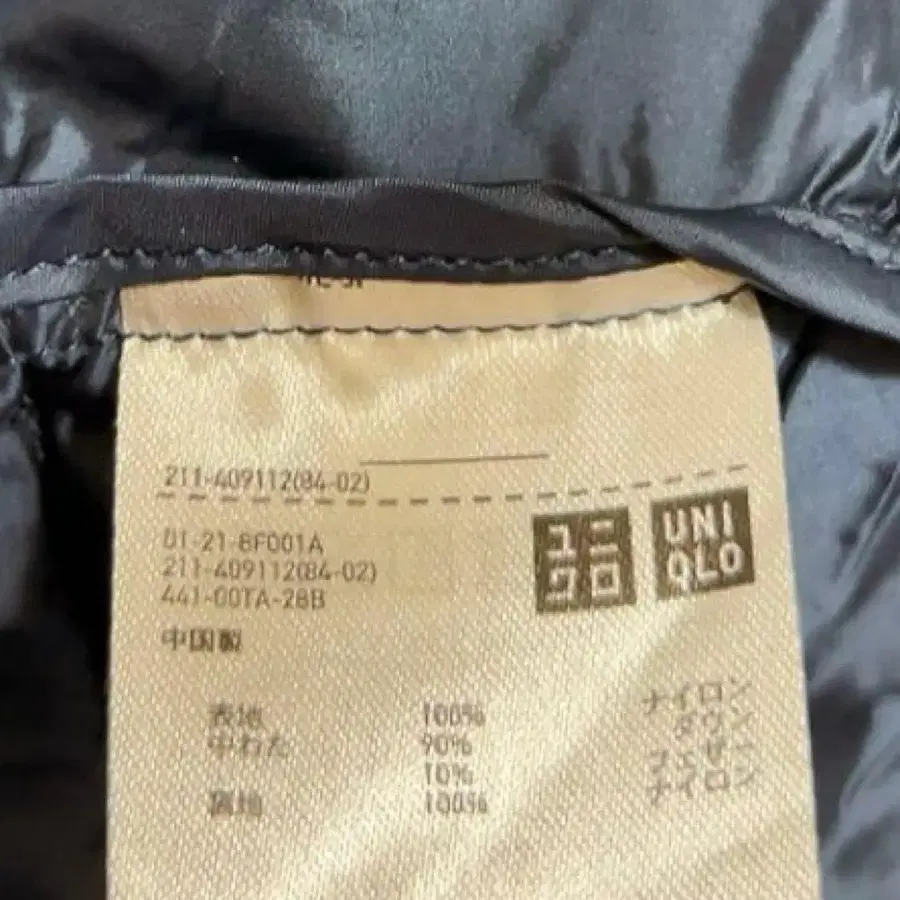 211-409112(84-02)
01-21-8F001A
211-409112(84-02)
441-00TA-28B
ユニ
クロ
UNI
QLO
中国製
表地 100% ナイロン
中わた 90% ダウン
10% フェザー
裏地 100% ナイロン